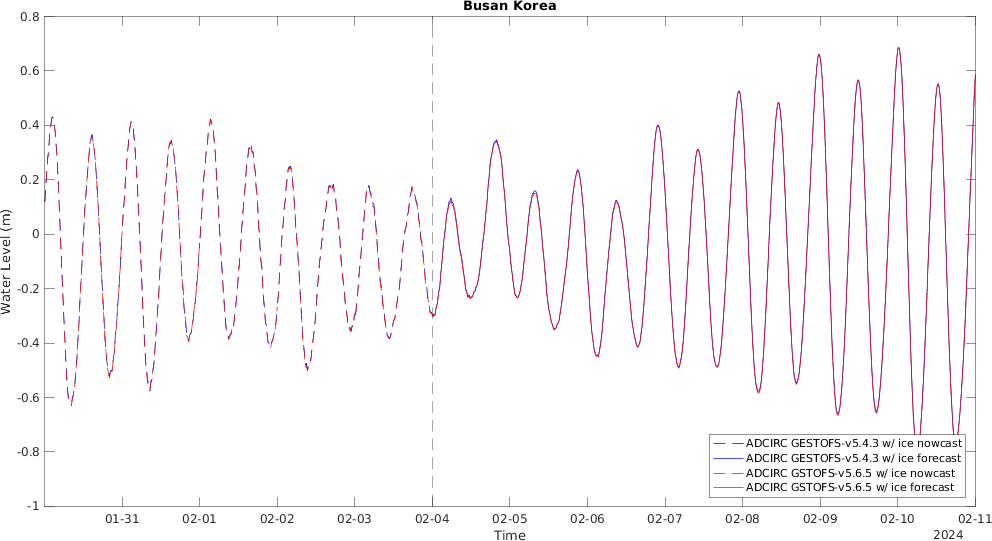 Busan Korea
Water Level (m)
0.8
0.6
0.4
0.2
0
-0.2
-0.4
-0.6
-0.8
-1
ADCIRC GESTOFS-v5.4.3 w/ ice nowcast
ADCIRC GESTOFS-v5.4.3 w/ ice forecast
ADCIRC GSTOFS-v5.6.5 w/ ice nowcast
ADCIRC GSTOFS-v5.6.5 w/ ice forecast
01-31 02-01 02-02 02-03 02-04 02-05 02-06 02-07 02-08 02-09 02-10 02-11
Time
2024